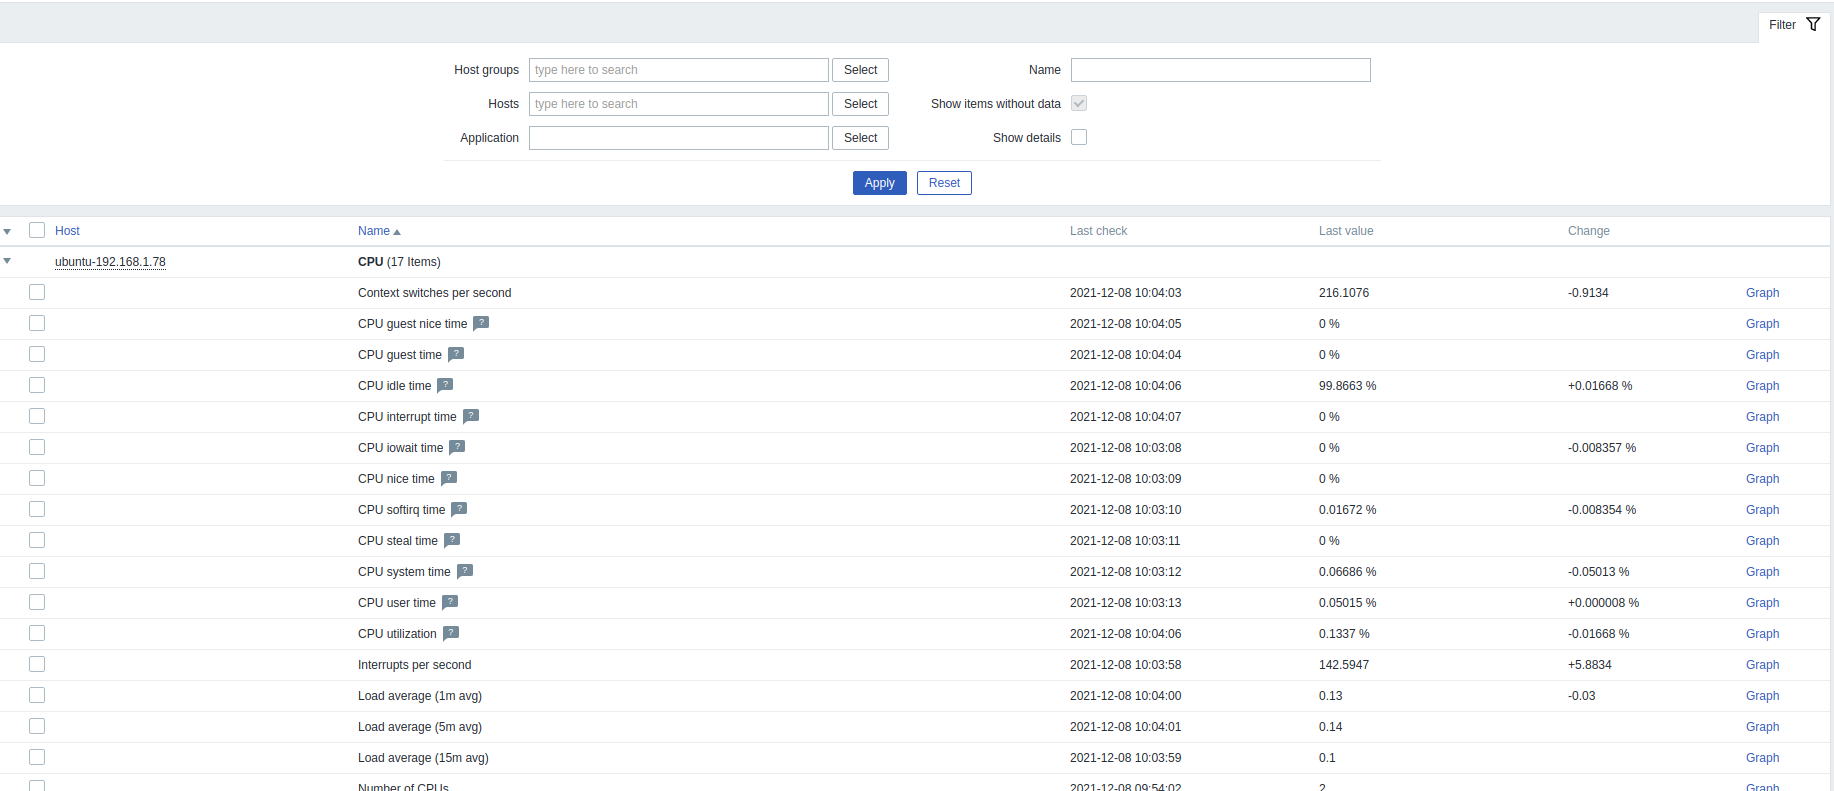 Filter
Host groups type here to search Select Name
Hosts type here to search Select Show items without data
Application Select Show details
Apply Reset
Host Name Last check Last value Change
ubuntu-192.168.1.78 CPU (17 Items)
Context switches per second 2021-12-08 10:04:03 216.1076 -0.9134 Graph
CPU guest nice time ? 2021-12-08 10:04:05 0 % Graph
CPU guest time ? 2021-12-08 10:04:04 0 % Graph
CPU idle time ? 2021-12-08 10:04:06 99.8663 % +0.01668 % Graph
CPU interrupt time ? 2021-12-08 10:04:07 0 % Graph
CPU iowait time ? 2021-12-08 10:03:08 0 % -0.008357 % Graph
CPU nice time ? 2021-12-08 10:03:09 0 % Graph
CPU softirq time ? 2021-12-08 10:03:10 0.01672 % -0.008354 % Graph
CPU steal time ? 2021-12-08 10:03:11 0 % Graph
CPU system time ? 2021-12-08 10:03:12 0.06686 % -0.05013 % Graph
CPU user time ? 2021-12-08 10:03:13 0.05015 % +0.000008 % Graph
CPU utilization ? 2021-12-08 10:04:06 0.1337 % -0.01668 % Graph
Interrupts per second 2021-12-08 10:03:58 142.5947 +5.8834 Graph
Load average (1m avg) 2021-12-08 10:04:00 0.13 -0.03 Graph
Load average (5m avg) 2021-12-08 10:04:01 0.14 Graph
Load average (15m avg) 2021-12-08 10:03:59 0.1 Graph
Number of CPUs 2021-12-08 09:54:02 2 Graph